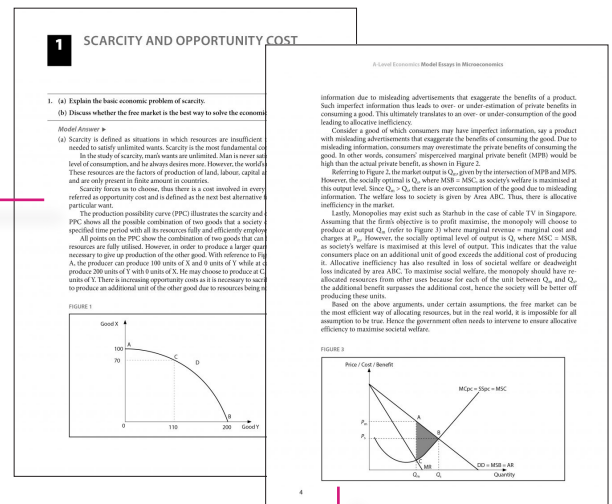 1
SCARCITY AND OPPORTUNITY COST
1. (a) Explain the basic economic problem of scarcity.
(b) Discuss whether the free market is the best way to solve the economic
Model Answer ►
(a) Scarcity is defined as situations in which resources are insufficient
needed to satisfy unlimited wants. Scarcity is the most fundamental
In the study of scarcity, man's wants are unlimited. Man is never
level of consumption, and he always desires more. However, the world's
These resources are the factors of production of land, labour, capital
and are only present in finite amount in countries.
Scarcity forces us to choose, thus there is a cost involved in every
referred as opportunity cost and is defined as the next best alternative
particular want.
The production possibility curve (PPC) illustrates the scarcity and
PPC shows all the possible combination of two goods that a society
specified time period with all its resources fully and efficiently
All points on the PPC show the combination of two goods that can
resources are fully utilised. However, in order to produce a larger
necessary to give up production of the other good. With reference to
A, the producer can produce 100 units of X and 0 units of Y while at
produce 200 units of Y with 0 units of X. He may choose to produce at C.
units of Y. There is increasing opportunity costs as it is necessary to
to produce an additional unit of the other good due to resources being
FIGURE 1
Good X
100
A
70
C
D
B
0
110
200
Good Y
A-Level Economics Model Essays in Microeconomics
information due to misleading advertisements that exaggerate the benefits of a product.
Such imperfect information thus leads to over- or under-estimation of private benefits in
consuming a good. This ultimately translates to an over- or under-consumption of the good
leading to allocative inefficiency.
Consider a good of which consumers may have imperfect information, say a product
with misleading advertisements that exaggerate the benefits of consuming the good. Due to
misleading information, consumers may overestimate the private benefits of consuming the
good. In other words, consumers' misperceived marginal private benefit (MPB) would be
high than the actual private benefit, as shown in Figure 2.
Referring to Figure 2, the market output is Qm, given by the intersection of MPB and MPS.
However, the socially optimal is Qs, where MSB = MSC, as society's welfare is maximised at
this output level. Since Qm > Qs, there is an overconsumption of the good due to misleading
information. The welfare loss to society is given by Area ABC. Thus, there is allocative
inefficiency in the market.
Lastly, Monopolies may exist such as Starhub in the case of cable TV in Singapore.
Assuming that the firm's objective is to profit maximise, the monopoly will choose to
produce at output Qm (refer to Figure 3) where marginal revenue = marginal cost and
charges at Pm. However, the socially optimal level of output is Qs where MSC = MSB,
as society's welfare is maximised at this level of output. This indicates that the value
consumers place on an additional unit of good exceeds the additional cost of producing
it. Allocative inefficiency has also resulted in loss of societal welfare or deadweight
loss indicated by area ABC. To maximise social welfare, the monopoly should have re-
allocated resources from other uses because for each of the unit between Qm and Qs,
the additional benefit surpasses the additional cost, hence the society will be better off
producing these units.
Based on the above arguments, under certain assumptions, the free market can be
the most efficient way of allocating resources, but in the real world, it is impossible for all
assumption to be true. Hence the government often needs to intervene to ensure allocative
efficiency to maximise societal welfare.
FIGURE 3
Price / Cost / Benefit
MCpc = SSpc = MSC
A
Pm
B
Ps
C
MR
DD = MSB = AR
Qm
Qs
Quantity
4